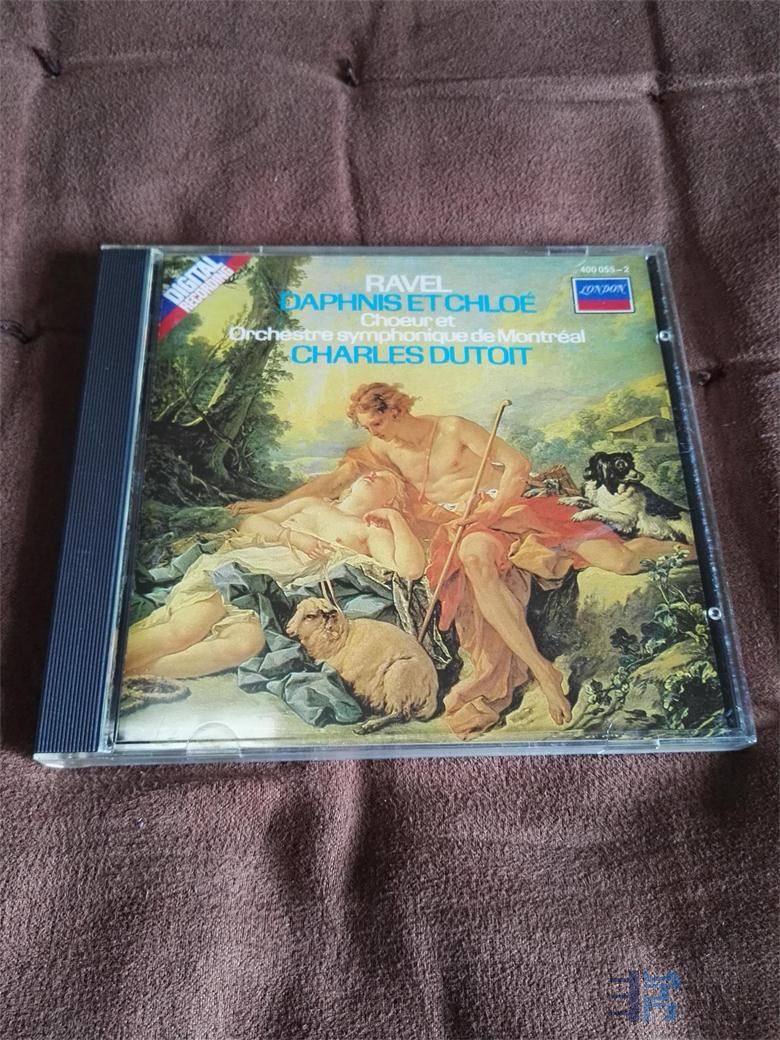 DIGITAL
RECORDING
400 055-2
LONDON
RAVEL
DAPHNIS ET CHLOÉ
Choeur et
Orchestre symphonique de Montréal
CHARLES DUTOIT